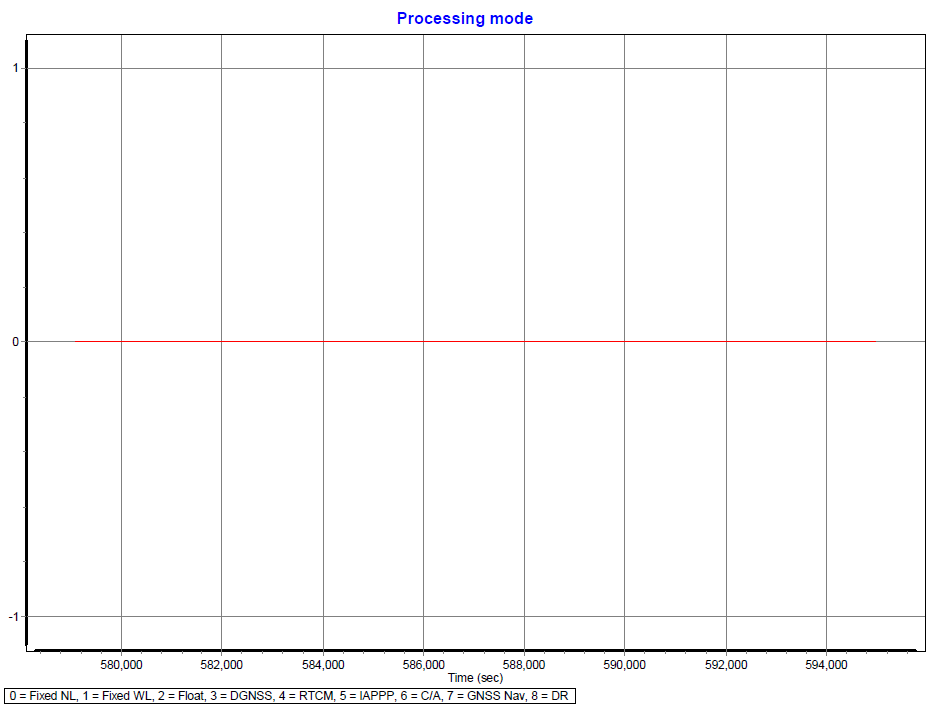 Processing mode
1
0
-1
580,000 582,000 584,000 586,000 588,000 590,000 592,000 594,000
Time (sec)
0 = Fixed NL, 1 = Fixed WL, 2 = Float, 3 = DGNSS, 4 = RTCM, 5 = IAPPP, 6 = C/A, 7 = GNSS Nav, 8 = DR